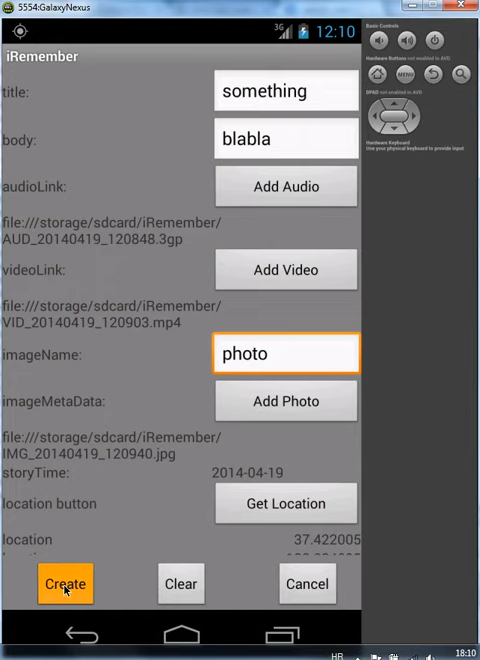 5554:GalaxyNexus
3G 12:10
iRemember
title: something
body: blabla
audioLink: Add Audio
file:///storage/sdcard/iRemember/
AUD_20140419_120848.3gp
videoLink: Add Video
file:///storage/sdcard/iRemember/
VID_20140419_120903.mp4
imageName: photo
imageMetaData: Add Photo
file:///storage/sdcard/iRemember/
IMG_20140419_120940.jpg
storyTime: 2014-04-19
location button Get Location
location 37.422005
Create Clear Cancel
Basic Controls
Hardware Buttons not enabled in AVD
MENU
DPAD not enabled in AVD
Hardware Keyboard
Use your physical keyboard to provide input
HR 18:10